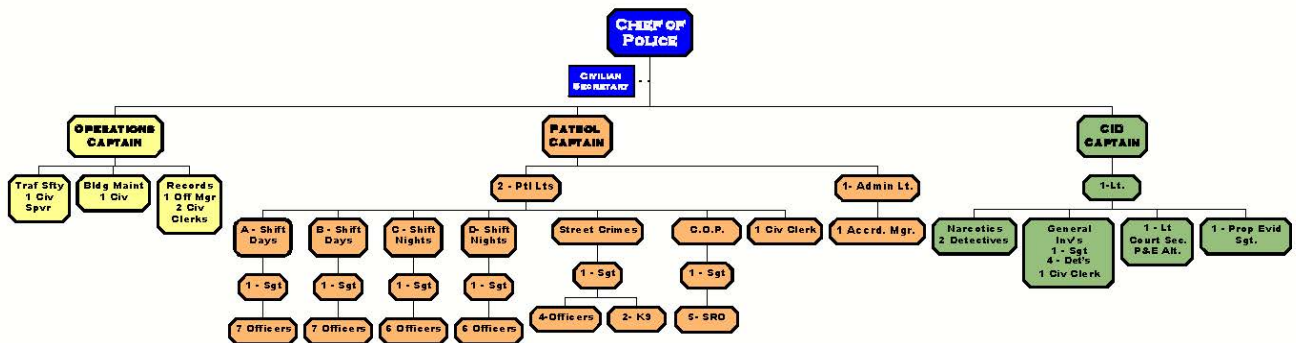 CHIEF OF
POLICE
CIVILIAN
SECRETARY
OPERATIONS
CAPTAIN
PATROL
CAPTAIN
CID
CAPTAIN
Traf Sfty
1 Civ
Spvr
Bldg Maint
1 Civ
Records
1 Off Mgr
2 Civ
Clerks
2 - Ptl Lts
1- Admin Lt.
1-Lt.
A - Shift
Days
B - Shift
Days
C - Shift
Nights
D- Shift
Nights
Street Crimes
C.O.P.
1 Civ Clerk
1 Accrd. Mgr.
Narcotics
2 Detectives
General
Inv's
1 - Sgt
4 - Det's
1 Civ Clerk
1 - Lt
Court Sec.
P&E Alt.
1 - Prop Evid
Sgt.
1 - Sgt
1 - Sgt
1 - Sgt
1 - Sgt
1 - Sgt
1 - Sgt
7 Officers
7 Officers
6 Officers
6 Officers
4-Officers
2- K9
5- SRO